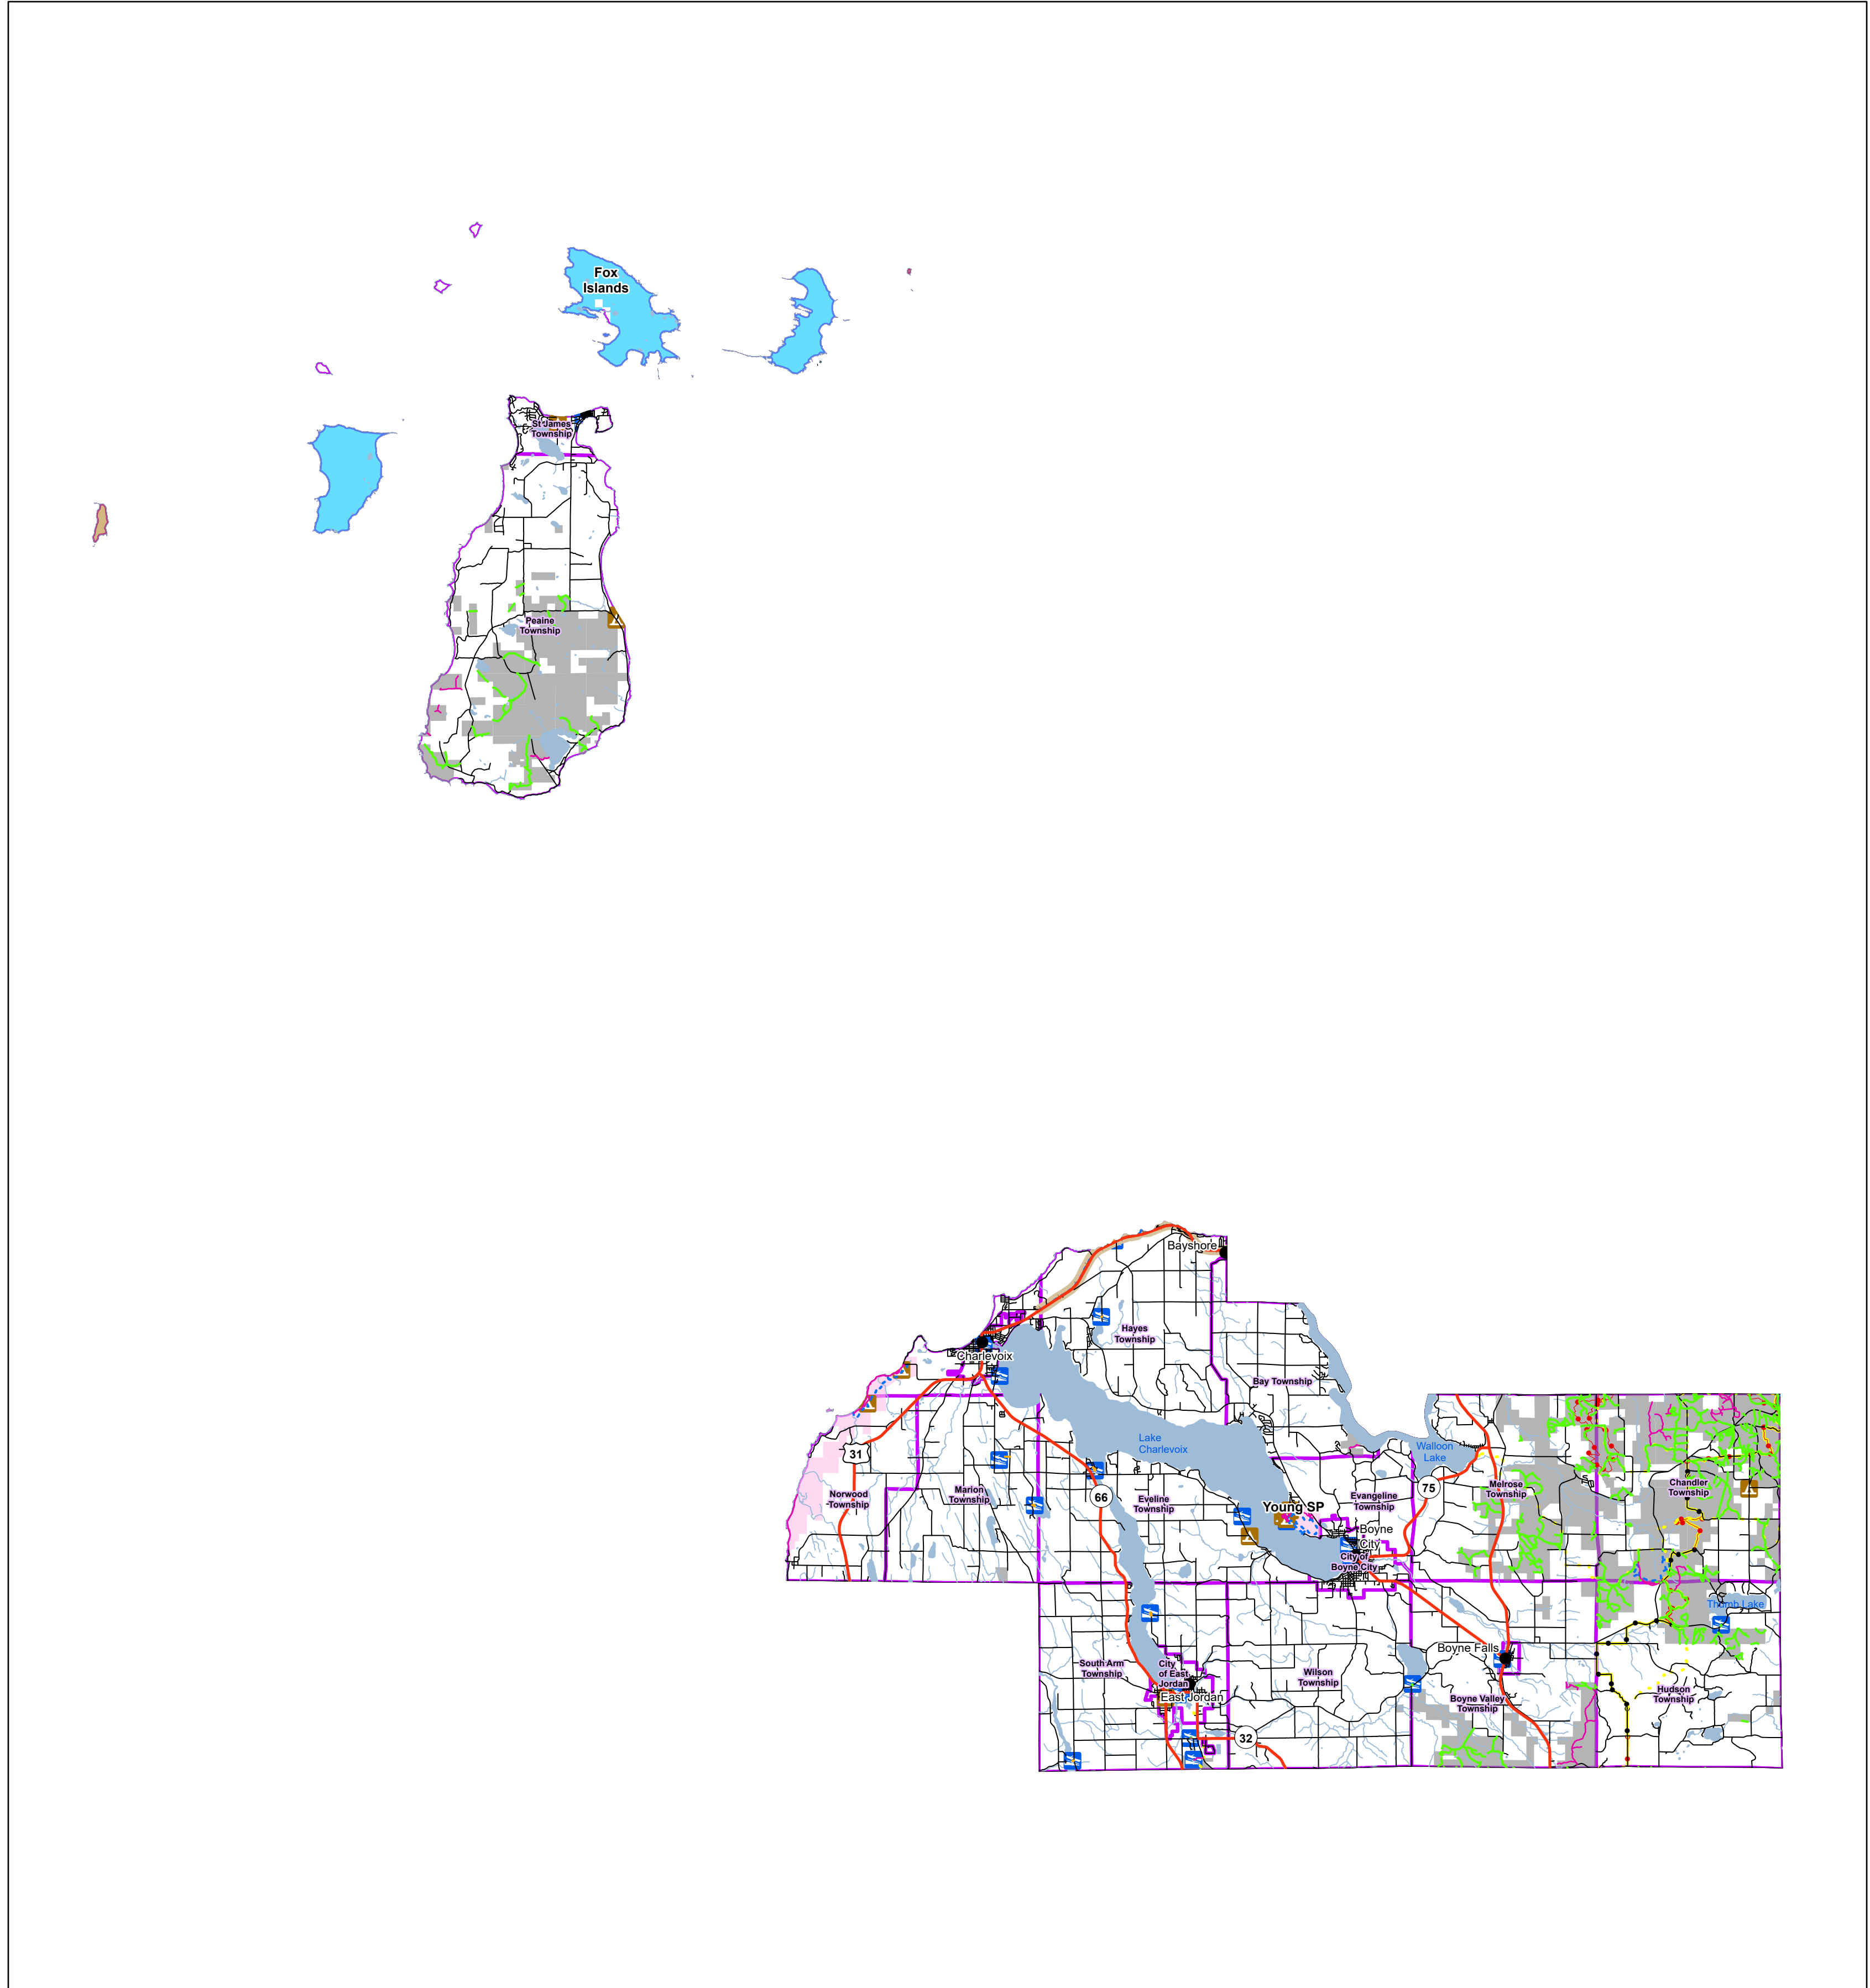 Fox
Islands
St James
Township
Peaine
Township
Bayshore
Hayes
Township
Charlevoix
Bay Township
Lake
Charlevoix
Walloon
Lake
31
Norwood
Township
Marion
Township
66
Eveline
Township
Young SP
Evangeline
Township
75
Melrose
Township
Chandler
Township
Boyne
City
City of
Boyne City
Thumb Lake
South Arm
Township
City
of East
Jordan
East Jordan
Wilson
Township
Boyne Falls
Boyne Valley
Township
Hudson
Township
32